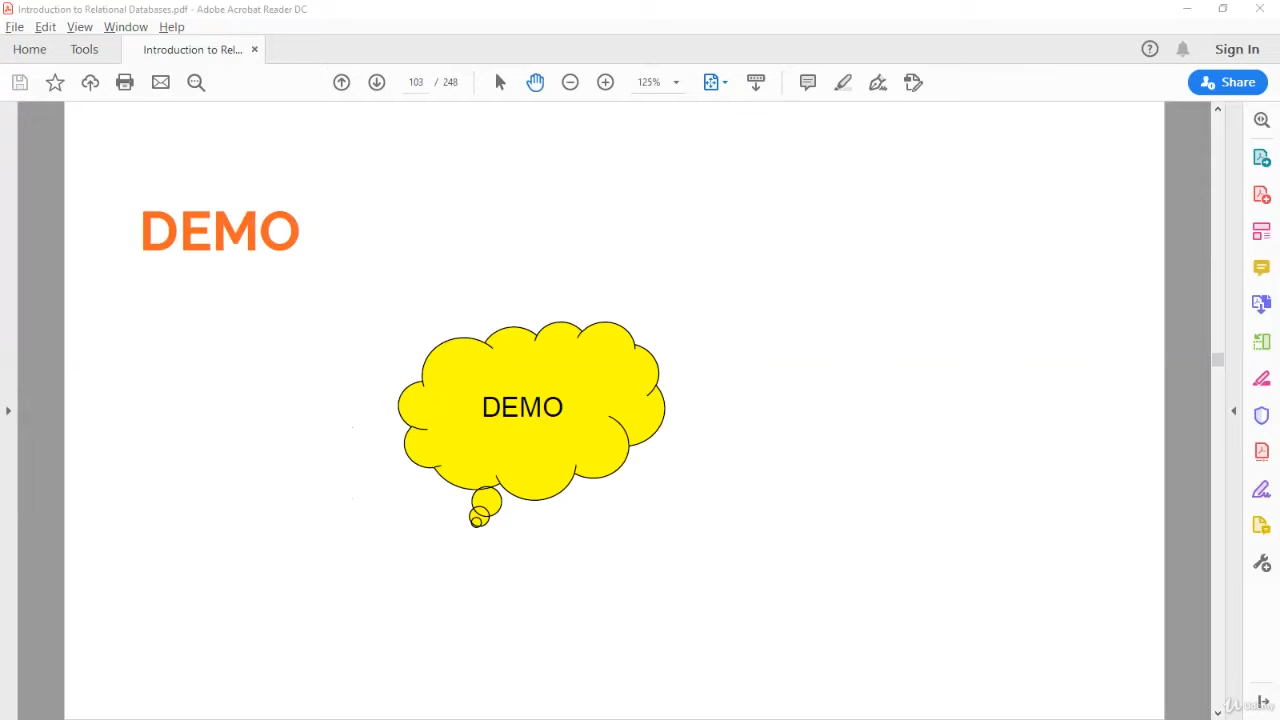 Introduction to Relational Databases.pdf - Adobe Acrobat Reader DC
File Edit View Window Help
Home Tools Introduction to Rel... × Sign In
103 / 248 125% Share
DEMO
DEMO
Udemy